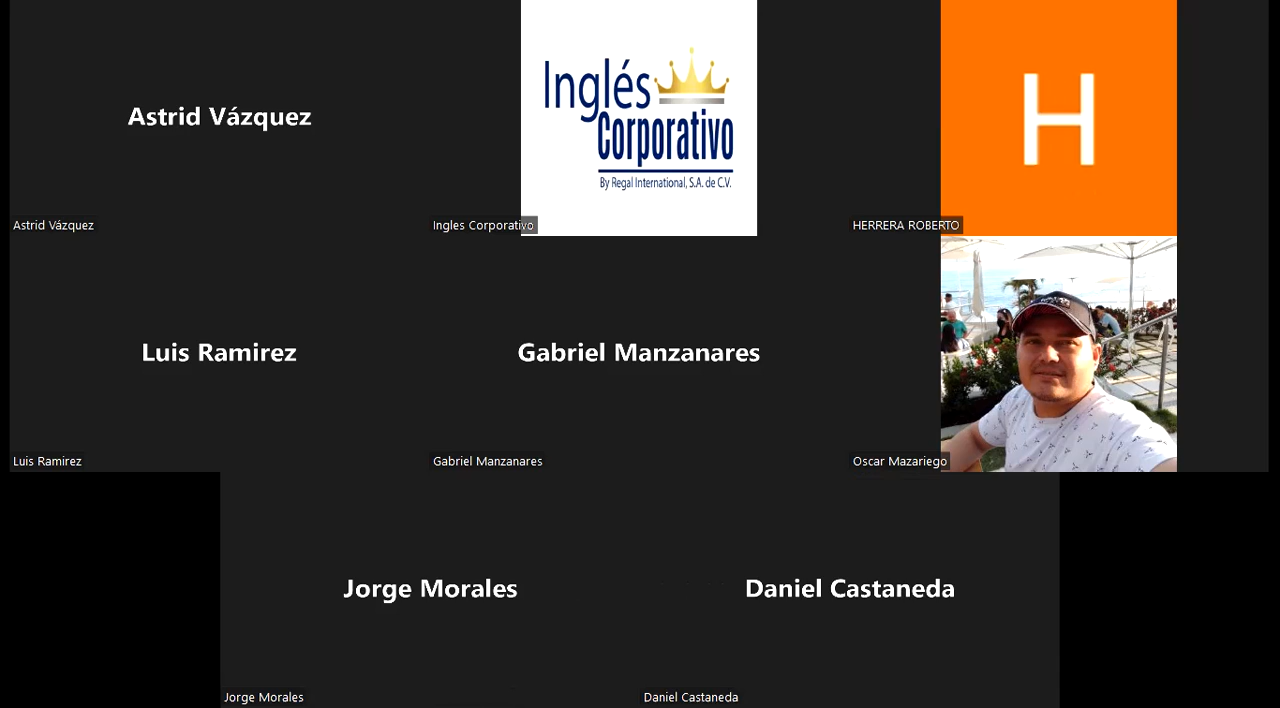 Astrid Vázquez
Astrid Vázquez
Inglés
Corporativo
By Regal International, S.A. de C.V.
Ingles Corporativo
H
HERRERA ROBERTO
Luis Ramirez
Luis Ramirez
Gabriel Manzanares
Gabriel Manzanares
Oscar Mazariego
Jorge Morales
Jorge Morales
Daniel Castaneda
Daniel Castaneda